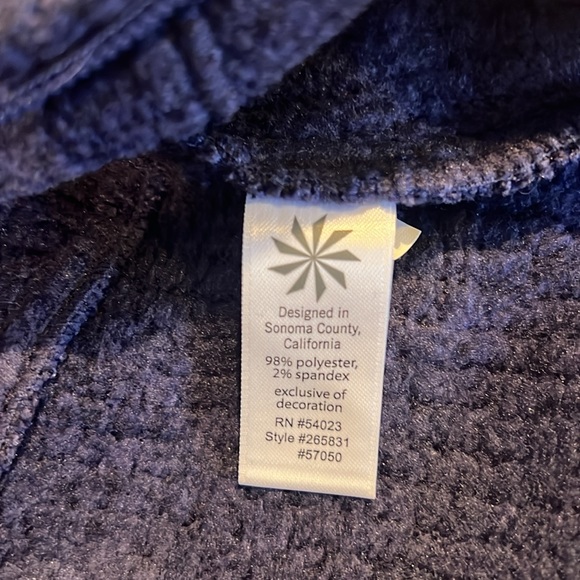 Designed in
Sonoma County,
California
98% polyester,
2% spandex
exclusive of
decoration
RN #54023
Style #265831
#57050